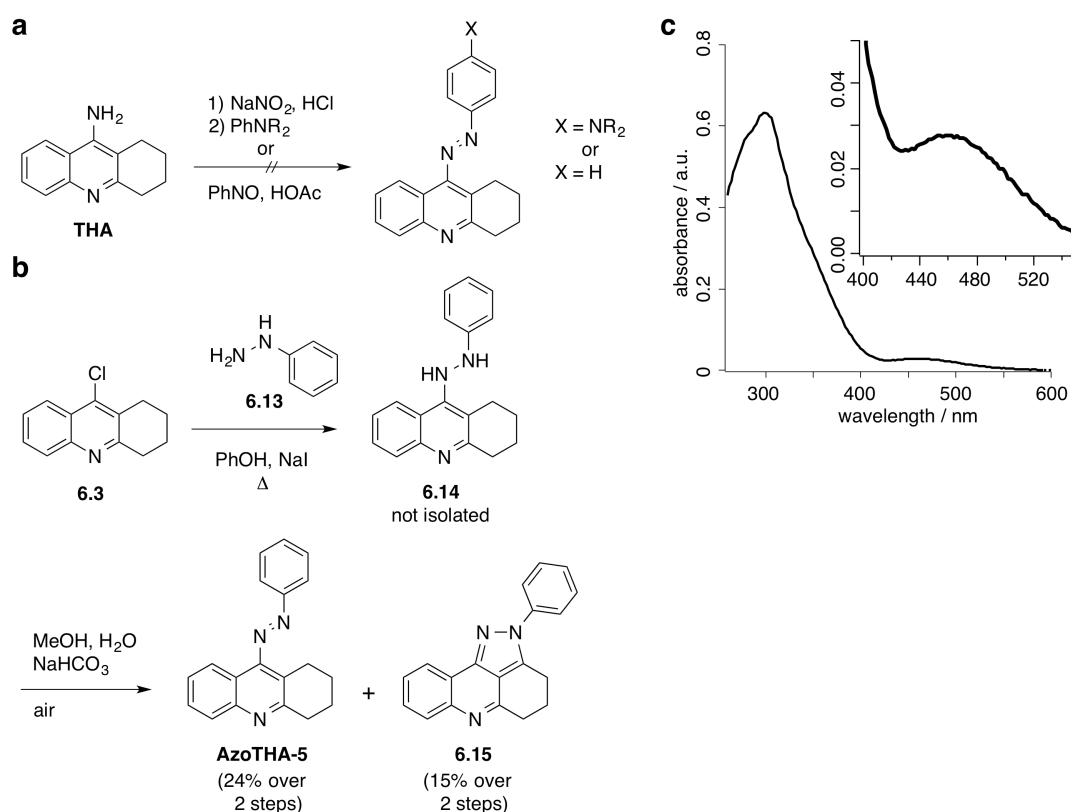 a
NH₂
N
THA
1) NaNO₂, HCl
2) PhNR₂
or
PhNO, HOAc
X
N
N
N
X = NR₂
or
X = H
b
Cl
N
6.3
H
N
H₂N
6.13
PhOH, NaI
Δ
NH
HN
N
6.14
not isolated
MeOH, H₂O
NaHCO₃
air
N
N
N
AzoTHA-5
(24% over
2 steps)
+
N
N
N
6.15
(15% over
2 steps)
c
absorbance / a.u.
0.8
0.6
0.4
0.2
0
300 400 500 600
wavelength / nm
0.04
0.02
0.00
400 440 480 520